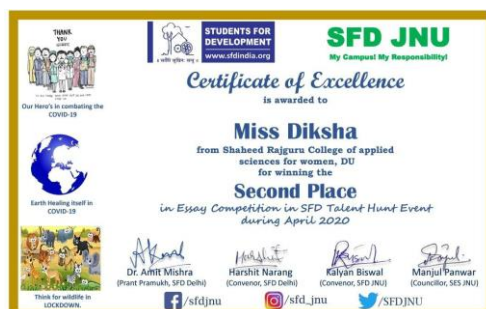 THANK
YOU
Our Hero's in combating the
COVID-19
Earth Healing itself in
COVID-19
Think for wildlife in
LOCKDOWN.
STUDENTS FOR
DEVELOPMENT
www.sfdindia.org
SFD JNU
My Campus! My Responsibility!
Certificate of Excellence
is awarded to
Miss Diksha
from Shaheed Rajguru College of applied
sciences for women, DU
for winning the
Second Place
in Essay Competition in SFD Talent Hunt Event
during April 2020
Dr. Amit Mishra
(Prant Pramukh, SFD Delhi)
Harshit Narang
(Convenor, SFD Delhi)
Kalyan Biswal
(Convenor, SFD JNU)
Manjul Panwar
(Councillor, SES JNU)
/sfdjnu
/sfd_jnu
/SFDJNU